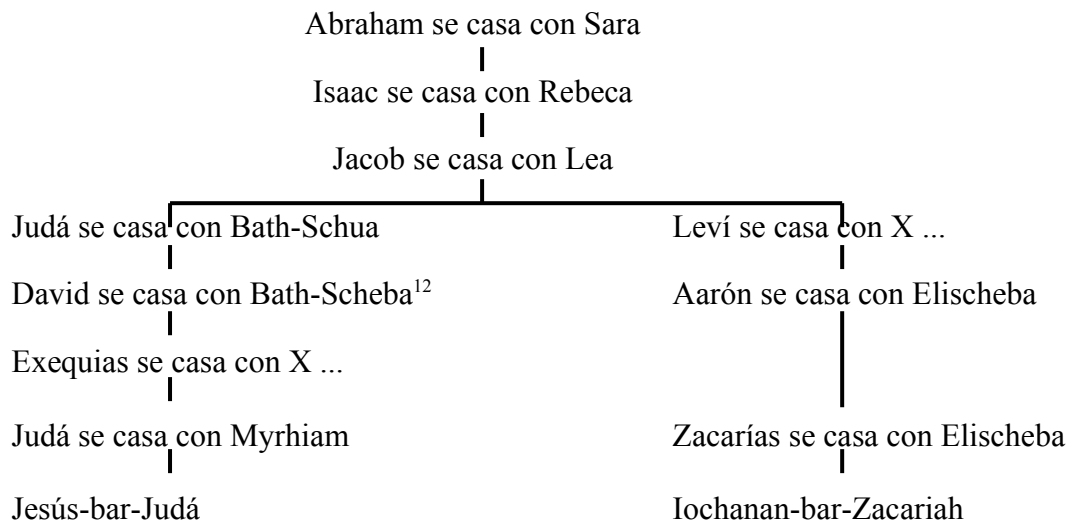 Abraham se casa con Sara
Isaac se casa con Rebeca
Jacob se casa con Lea
Judá se casa con Bath-Schua
Leví se casa con X ...
David se casa con Bath-Scheba12
Aarón se casa con Elischeba
Exequias se casa con X ...
Judá se casa con Myrhiam
Zacarías se casa con Elischeba
Jesús-bar-Judá
Iochanan-bar-Zacariah